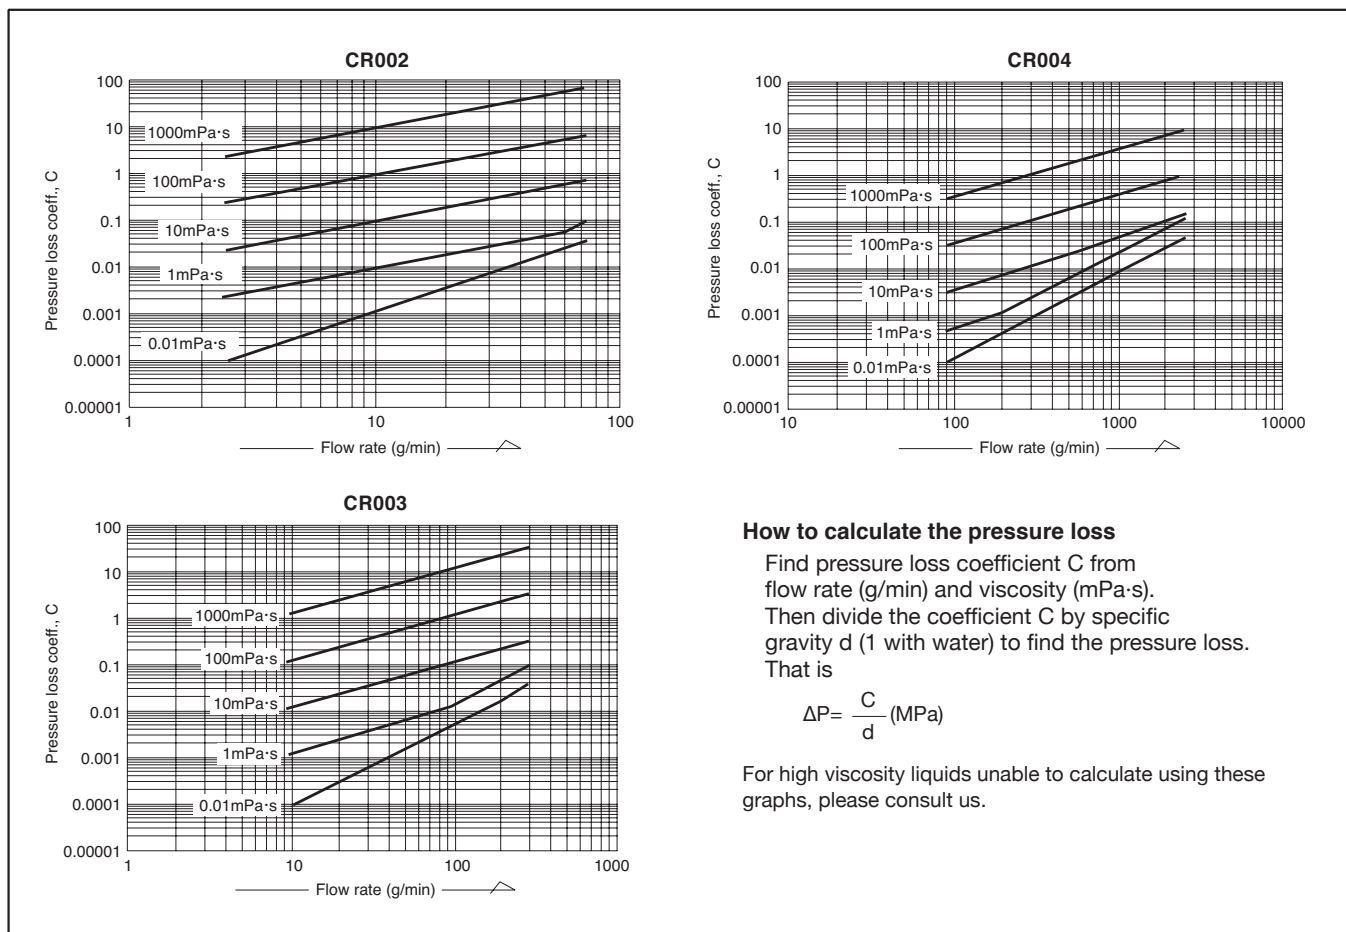 CR002
Pressure loss coeff., C
100
10
1
0.1
0.01
0.001
0.0001
0.00001
1000mPa·s
100mPa·s
10mPa·s
1mPa·s
0.01mPa·s
1 10 100
Flow rate (g/min)
CR004
Pressure loss coeff., C
100
10
1
0.1
0.01
0.001
0.0001
0.00001
1000mPa·s
100mPa·s
10mPa·s
1mPa·s
0.01mPa·s
10 100 1000 10000
Flow rate (g/min)
CR003
Pressure loss coeff., C
100
10
1
0.1
0.01
0.001
0.0001
0.00001
1000mPa·s
100mPa·s
10mPa·s
1mPa·s
0.01mPa·s
1 10 100 1000
Flow rate (g/min)
How to calculate the pressure loss
Find pressure loss coefficient C from
flow rate (g/min) and viscosity (mPa·s).
Then divide the coefficient C by specific
gravity d (1 with water) to find the pressure loss.
That is
ΔP= C/d (MPa)
For high viscosity liquids unable to calculate using these
graphs, please consult us.